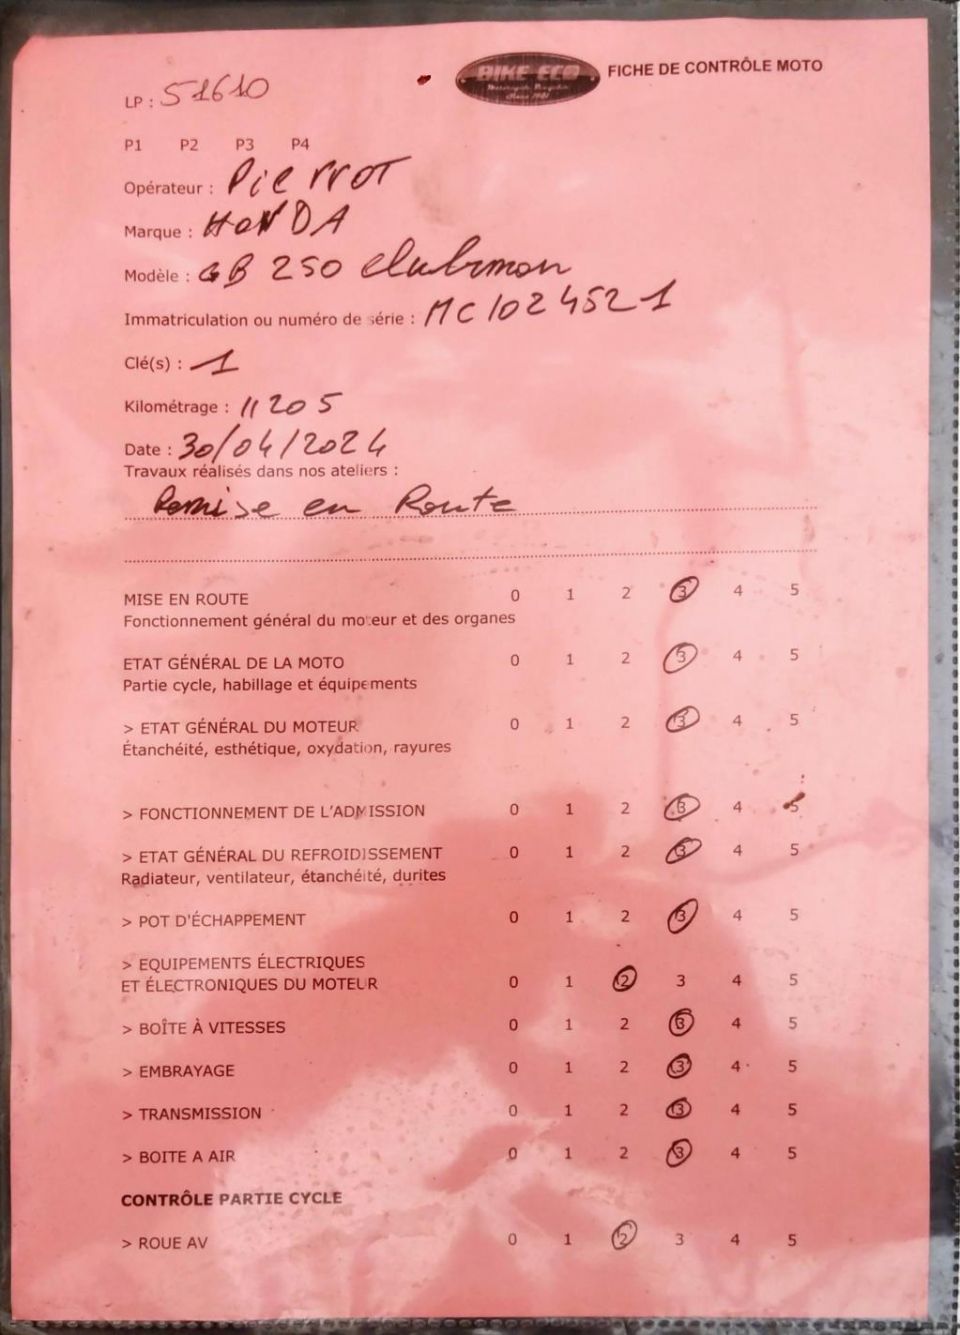 BIKE ECO
FICHE DE CONTRÔLE MOTO
LP : 51610
P1 P2 P3 P4
Opérateur : Pierrot
Marque : HONDA
Modèle : GB 250 Clubman
Immatriculation ou numéro de série : MC1024521
Clé(s) : 1
Kilométrage : 11205
Date : 30/04/2024
Travaux réalisés dans nos ateliers :
Remise en Route
MISE EN ROUTE 0 1 2 3 4 5
Fonctionnement général du moteur et des organes
ETAT GÉNÉRAL DE LA MOTO 0 1 2 3 4 5
Partie cycle, habillage et équipements
> ETAT GÉNÉRAL DU MOTEUR 0 1 2 3 4 5
Étanchéité, esthétique, oxydation, rayures
> FONCTIONNEMENT DE L'ADMISSION 0 1 2 3 4 5
> ETAT GÉNÉRAL DU REFROIDISSEMENT 0 1 2 3 4 5
Radiateur, ventilateur, étanchéité, durites
> POT D'ÉCHAPPEMENT 0 1 2 3 4 5
> EQUIPEMENTS ÉLECTRIQUES
ET ÉLECTRONIQUES DU MOTEUR 0 1 2 3 4 5
> BOÎTE À VITESSES 0 1 2 3 4 5
> EMBRAYAGE 0 1 2 3 4 5
> TRANSMISSION 0 1 2 3 4 5
> BOITE A AIR 0 1 2 3 4 5
CONTRÔLE PARTIE CYCLE
> ROUE AV 0 1 2 3 4 5